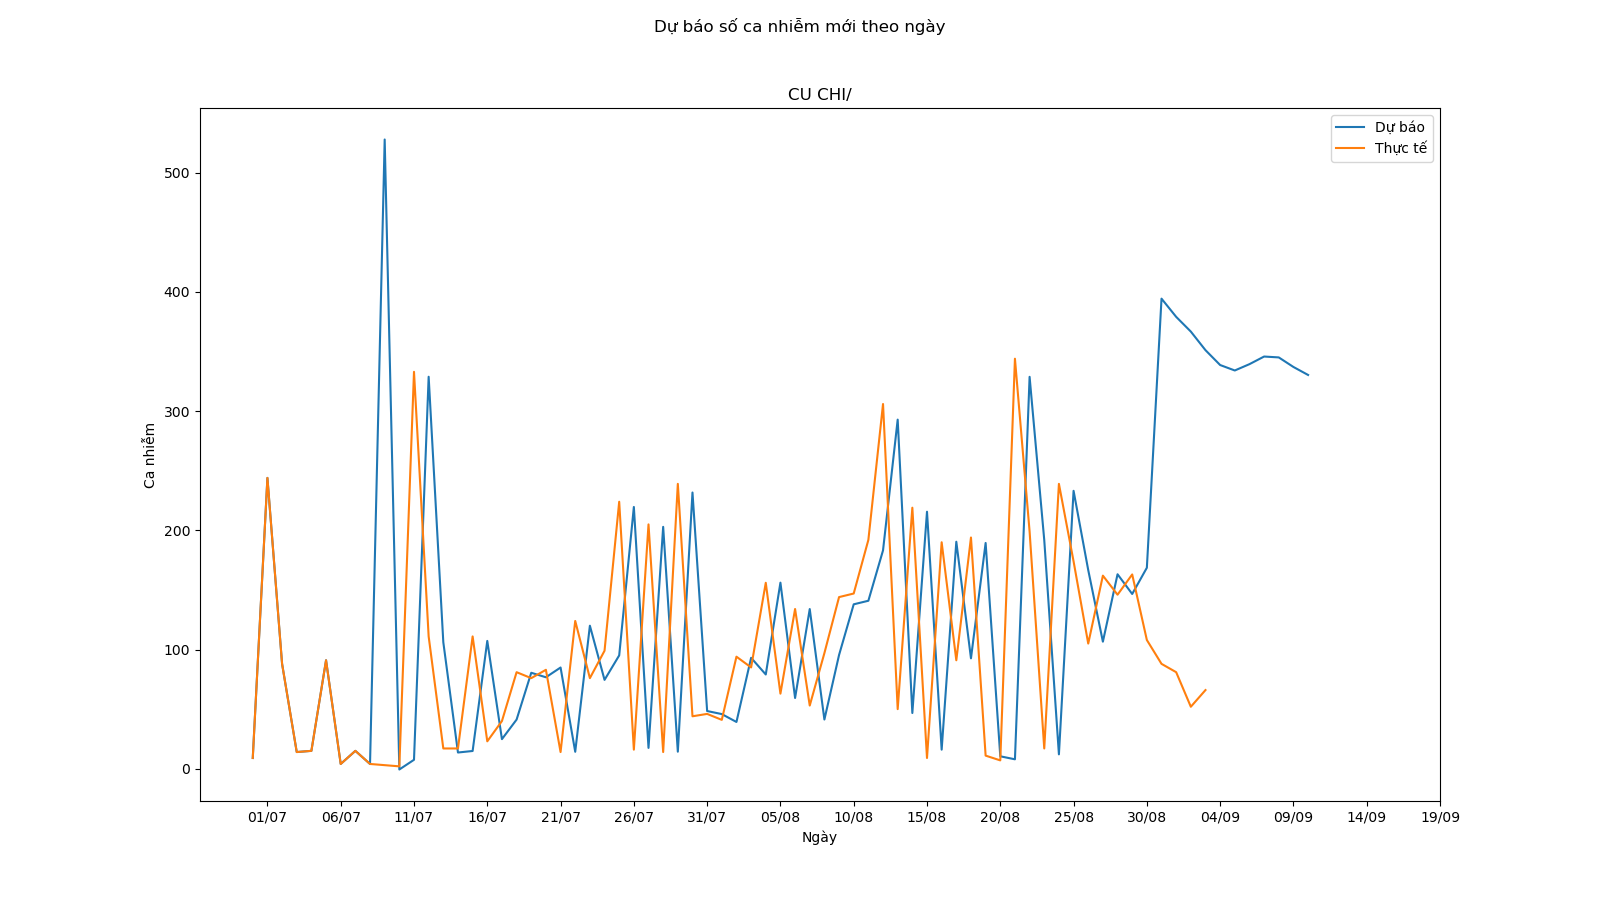 Dự báo số ca nhiễm mới theo ngày
CU CHI/
Dự báo
Thực tế
500
400
300
200
100
0
Ca nhiễm
01/07 06/07 11/07 16/07 21/07 26/07 31/07 05/08 10/08 15/08 20/08 25/08 30/08 04/09 09/09 14/09 19/09
Ngày